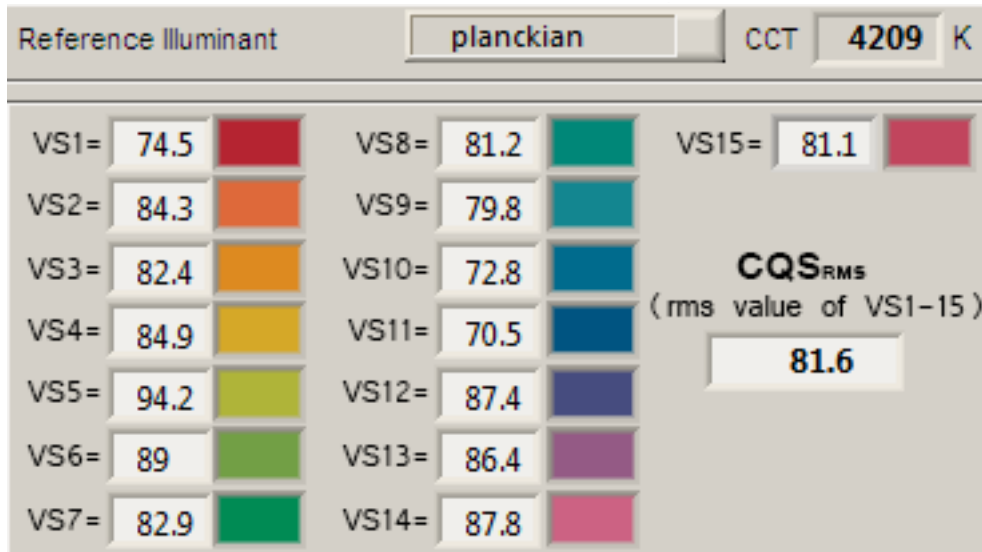 Reference Illuminant planckian CCT 4209 K
VS1= 74.5 VS8= 81.2 VS15= 81.1
VS2= 84.3 VS9= 79.8
VS3= 82.4 VS10= 72.8 CQSRMS
(rms value of VS1-15)
VS4= 84.9 VS11= 70.5
81.6
VS5= 94.2 VS12= 87.4
VS6= 89 VS13= 86.4
VS7= 82.9 VS14= 87.8